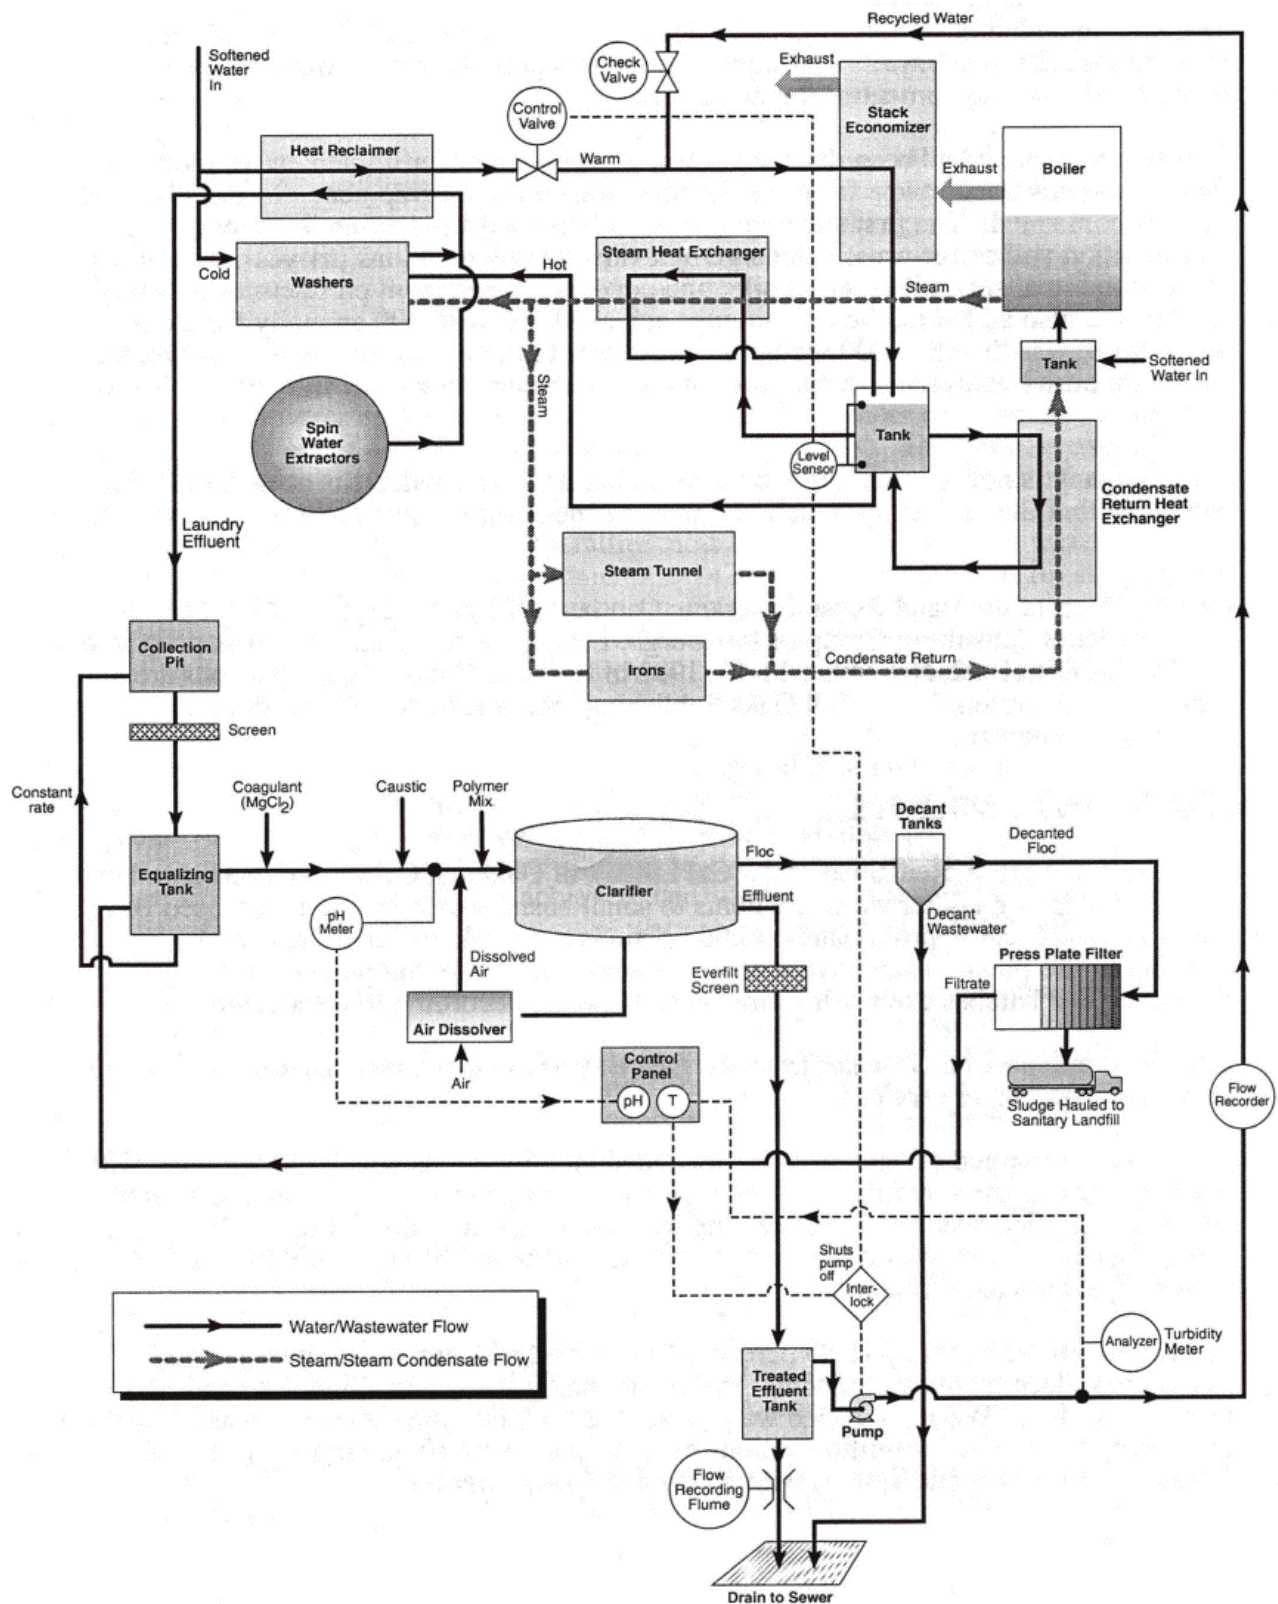 Recycled Water
Softened
Water
In
Check
Valve
Exhaust
Control
Valve
Stack
Economizer
Heat Reclaimer
Warm
Exhaust
Boiler
Cold
Washers
Hot
Steam Heat Exchanger
Steam
Steam
Tank
Softened
Water In
Spin
Water
Extractors
Tank
Level
Sensor
Condensate
Return Heat
Exchanger
Laundry
Effluent
Steam Tunnel
Collection
Pit
Irons
Condensate Return
Screen
Constant
rate
Coagulant
(MgCl2)
Caustic
Polymer
Mix
Decant
Tanks
Decanted
Floc
Floc
Equalizing
Tank
Clarifier
Effluent
pH
Meter
Decant
Wastewater
Dissolved
Air
Everfilt
Screen
Press Plate Filter
Filtrate
Air Dissolver
Air
Control
Panel
pH
T
Sludge Hauled to
Sanitary Landfill
Flow
Recorder
Shuts
pump
off
Inter-
lock
Water/Wastewater Flow
Steam/Steam Condensate Flow
Analyzer
Turbidity
Meter
Treated
Effluent
Tank
Pump
Flow
Recording
Flume
Drain to Sewer